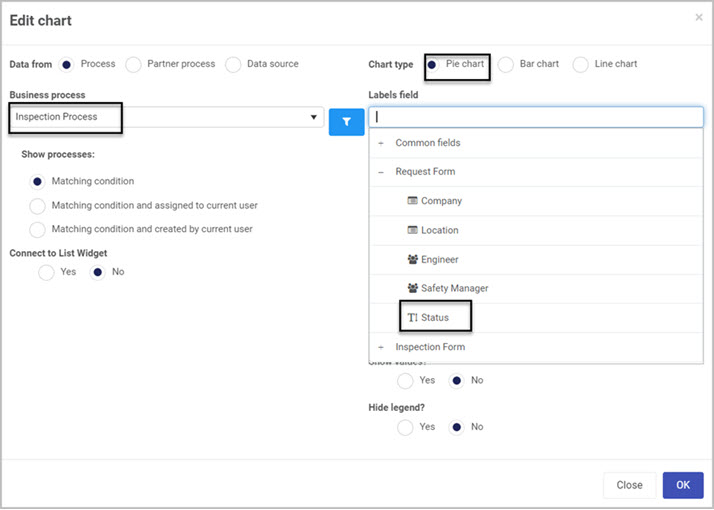 Edit chart
×
Data from Process Partner process Data source
Business process
Inspection Process
Show processes:
Matching condition
Matching condition and assigned to current user
Matching condition and created by current user
Connect to List Widget
Yes No
Chart type Pie chart Bar chart Line chart
Labels field
+ Common fields
− Request Form
Company
Location
Engineer
Safety Manager
T! Status
+ Inspection Form
Show values?
Yes No
Hide legend?
Yes No
Close OK